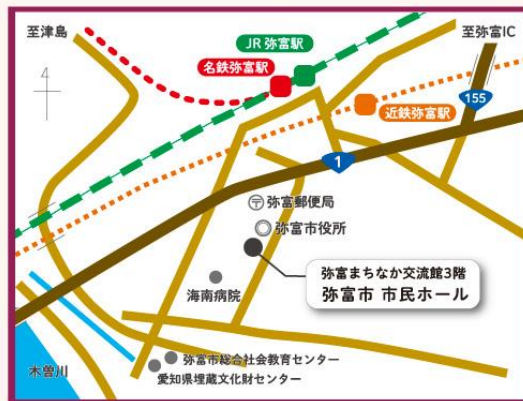 至津島
JR 弥富駅
名鉄弥富駅
至弥富IC
155
近鉄弥富駅
1
〒弥富郵便局
弥富市役所
弥富まちなか交流館3階
弥富市 市民ホール
海南病院
弥富市総合社会教育センター
愛知県埋蔵文化財センター
木曽川